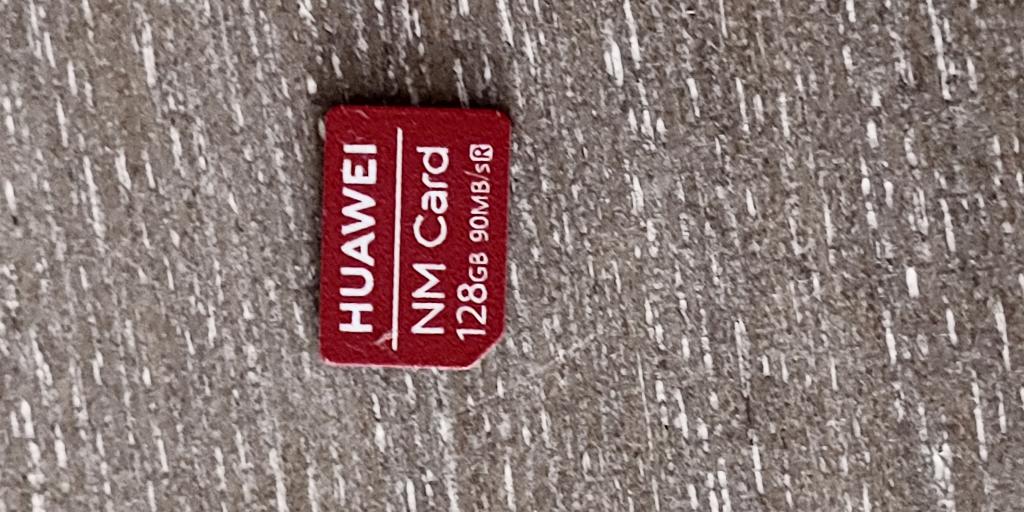 HUAWEI
NM Card
128GB 90MB/s R